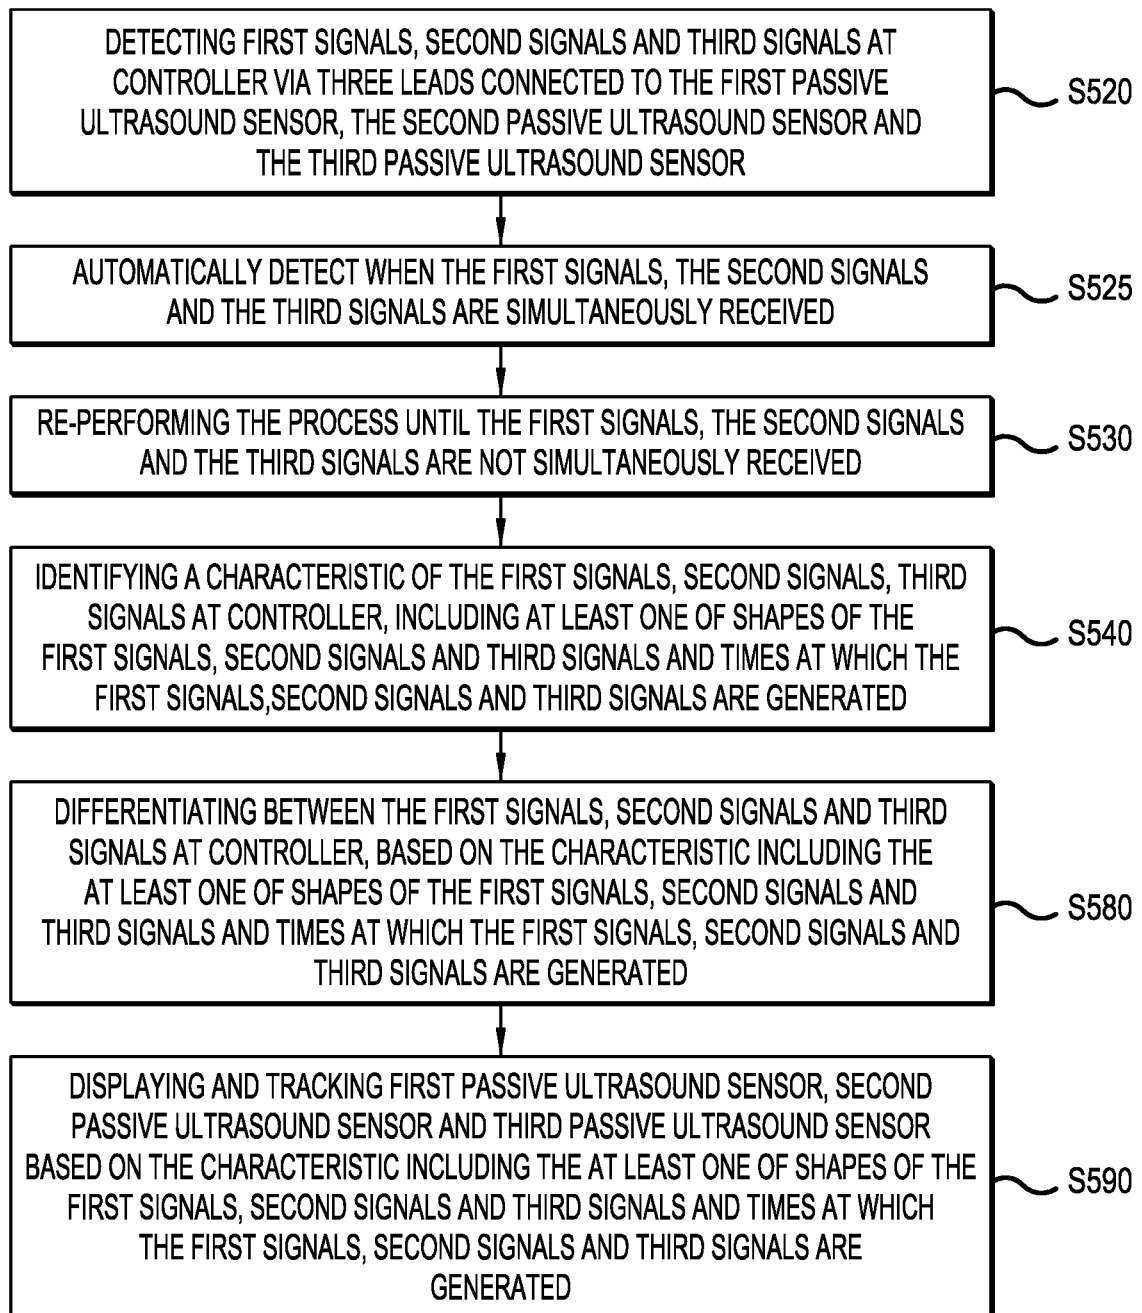 DETECTING FIRST SIGNALS, SECOND SIGNALS AND THIRD SIGNALS AT
CONTROLLER VIA THREE LEADS CONNECTED TO THE FIRST PASSIVE
ULTRASOUND SENSOR, THE SECOND PASSIVE ULTRASOUND SENSOR AND
THE THIRD PASSIVE ULTRASOUND SENSOR
S520
AUTOMATICALLY DETECT WHEN THE FIRST SIGNALS, THE SECOND SIGNALS
AND THE THIRD SIGNALS ARE SIMULTANEOUSLY RECEIVED
S525
RE-PERFORMING THE PROCESS UNTIL THE FIRST SIGNALS, THE SECOND SIGNALS
AND THE THIRD SIGNALS ARE NOT SIMULTANEOUSLY RECEIVED
S530
IDENTIFYING A CHARACTERISTIC OF THE FIRST SIGNALS, SECOND SIGNALS, THIRD
SIGNALS AT CONTROLLER, INCLUDING AT LEAST ONE OF SHAPES OF THE
FIRST SIGNALS, SECOND SIGNALS AND THIRD SIGNALS AND TIMES AT WHICH THE
FIRST SIGNALS,SECOND SIGNALS AND THIRD SIGNALS ARE GENERATED
S540
DIFFERENTIATING BETWEEN THE FIRST SIGNALS, SECOND SIGNALS AND THIRD
SIGNALS AT CONTROLLER, BASED ON THE CHARACTERISTIC INCLUDING THE
AT LEAST ONE OF SHAPES OF THE FIRST SIGNALS, SECOND SIGNALS AND
THIRD SIGNALS AND TIMES AT WHICH THE FIRST SIGNALS, SECOND SIGNALS AND
THIRD SIGNALS ARE GENERATED
S580
DISPLAYING AND TRACKING FIRST PASSIVE ULTRASOUND SENSOR, SECOND
PASSIVE ULTRASOUND SENSOR AND THIRD PASSIVE ULTRASOUND SENSOR
BASED ON THE CHARACTERISTIC INCLUDING THE AT LEAST ONE OF SHAPES OF THE
FIRST SIGNALS, SECOND SIGNALS AND THIRD SIGNALS AND TIMES AT WHICH
THE FIRST SIGNALS, SECOND SIGNALS AND THIRD SIGNALS ARE
GENERATED
S590